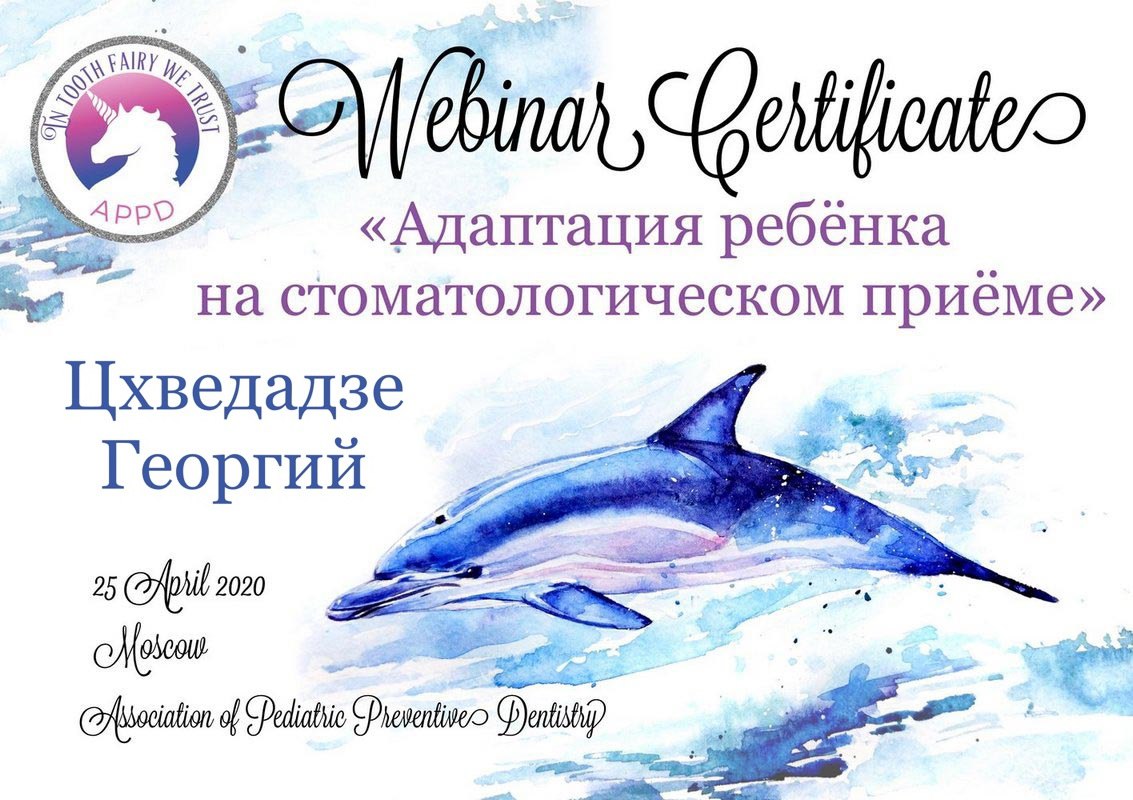 IN TOOTH FAIRY WE TRUST
APPD
Webinar Certificate
«Адаптация ребёнка
на стоматологическом приёме»
Цхведадзе
Георгий
25 April 2020
Moscow
Association of Pediatric Preventive Dentistry